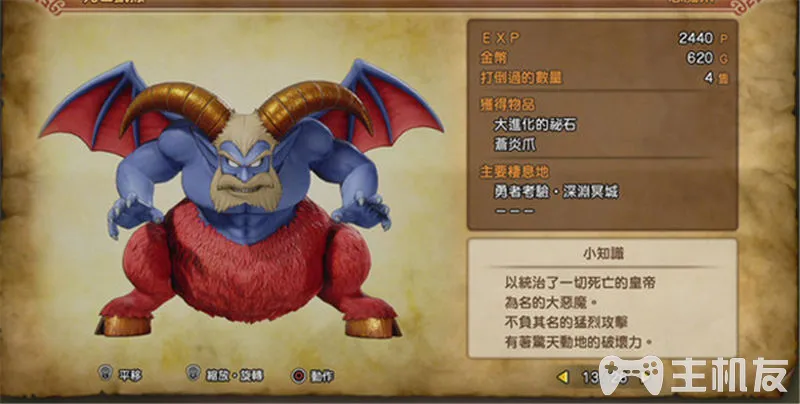 EXP 2440 P
金幣 620 G
打倒過的數量 4 隻
獲得物品
大進化的祕石
蒼炎爪
主要棲息地
勇者考驗・深淵冥城
－－－
小知識
以統治了一切死亡的皇帝
為名的大惡魔。
不負其名的猛烈攻擊
有著驚天動地的破壞力。
平移 縮放・旋轉 動作
主机友